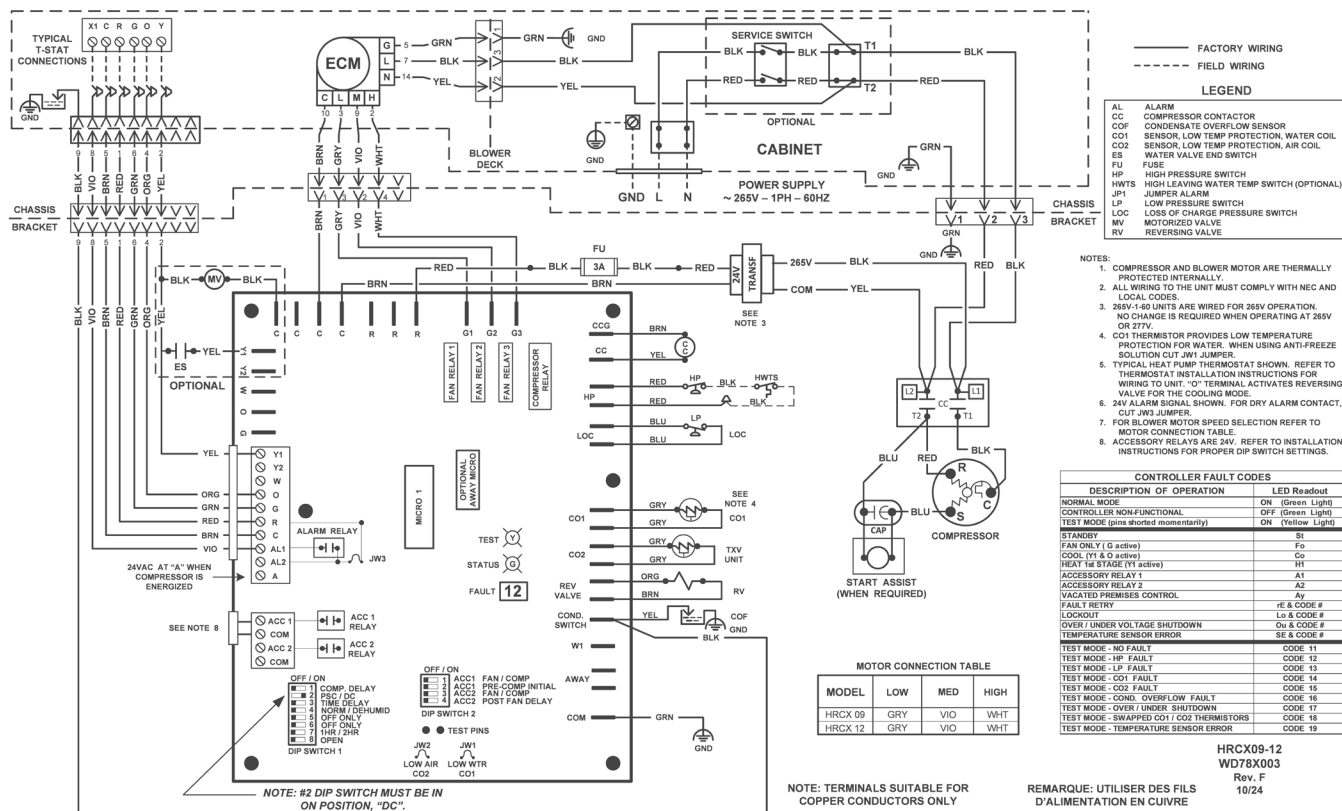 TYPICAL
T-STAT
CONNECTIONS
X1 C R G O Y
GND
9 8 5 1 6 4 2
BLK VIO BRN RED GRN ORG YEL
9 8 5 1 6 4 2
CHASSIS
BRACKET
BLK VIO BRN RED GRN ORG YEL
ECM
G 5 GRN
L 7 BLK
N 14 YEL
C L M H
10 3 9 2
BRN GRY VIO WHT
1 3 2 4
BRN GRY VIO WHT
1
3
2
BLOWER
DECK
GRN GND
BLK
YEL
SERVICE SWITCH
BLK BLK T1 BLK
RED RED T2 RED
OPTIONAL
GND
CABINET
GND L N
POWER SUPPLY
~ 265V – 1PH – 60HZ
GRN
GND
1 2 3
CHASSIS
BRACKET
GRN
GND
RED BLK
FACTORY WIRING
FIELD WIRING
LEGEND
AL ALARM
CC COMPRESSOR CONTACTOR
COF CONDENSATE OVERFLOW SENSOR
CO1 SENSOR, LOW TEMP PROTECTION, WATER COIL
CO2 SENSOR, LOW TEMP PROTECTION, AIR COIL
ES WATER VALVE END SWITCH
FU FUSE
HP HIGH PRESSURE SWITCH
HWTS HIGH LEAVING WATER TEMP SWITCH (OPTIONAL)
JP1 JUMPER ALARM
LP LOW PRESSURE SWITCH
LOC LOSS OF CHARGE PRESSURE SWITCH
MV MOTORIZED VALVE
RV REVERSING VALVE
NOTES:
1. COMPRESSOR AND BLOWER MOTOR ARE THERMALLY
PROTECTED INTERNALLY.
2. ALL WIRING TO THE UNIT MUST COMPLY WITH NEC AND
LOCAL CODES.
3. 265V-1-60 UNITS ARE WIRED FOR 265V OPERATION.
NO CHANGE IS REQUIRED WHEN OPERATING AT 265V
OR 277V.
4. CO1 THERMISTOR PROVIDES LOW TEMPERATURE
PROTECTION FOR WATER. WHEN USING ANTI-FREEZE
SOLUTION CUT JW1 JUMPER.
5. TYPICAL HEAT PUMP THERMOSTAT SHOWN. REFER TO
THERMOSTAT INSTALLATION INSTRUCTIONS FOR
WIRING TO UNIT. "O" TERMINAL ACTIVATES REVERSING
VALVE FOR THE COOLING MODE.
6. 24V ALARM SIGNAL SHOWN. FOR DRY ALARM CONTACT,
CUT JW3 JUMPER.
7. FOR BLOWER MOTOR SPEED SELECTION REFER TO
MOTOR CONNECTION TABLE.
8. ACCESSORY RELAYS ARE 24V. REFER TO INSTALLATION
INSTRUCTIONS FOR PROPER DIP SWITCH SETTINGS.
BLK MV BLK
ES YEL
Y1
Y2
OPTIONAL
W
O
G
C C C C R R R G1 G2 G3
RED BLK FU 3A BLK RED
BRN BRN
24V TRANSF
265V BLK
COM YEL
SEE
NOTE 3
FAN RELAY 1
FAN RELAY 2
FAN RELAY 3
COMPRESSOR
RELAY
CCG BRN
CC YEL
CC
RED HP BLK HWTS
HP RED BLK
BLU LP
LOC BLU LOC
YEL Y1
Y2
W
ORG O
GRN G
RED R
BRN C
VIO AL1
AL2
A
ALARM RELAY
JW3
24VAC AT "A" WHEN
COMPRESSOR IS
ENERGIZED
MICRO 1
OPTIONAL
AWAY MICRO
TEST Y
STATUS G
FAULT 12
SEE
NOTE 4
GRY
CO1 GRY CO1
GRY
CO2 GRY
TXV
UNIT
ORG
REV
VALVE BRN RV
COND.
SWITCH YEL COF
GND
BLK
W1
AWAY
COM GRN
GND
SEE NOTE 8
ACC 1
COM
ACC 2
COM
ACC 1
RELAY
ACC 2
RELAY
OFF / ON
1 COMP. DELAY
2 PSC / DC
3 TIME DELAY
4 NORM / DEHUMID
5 OFF ONLY
6 OFF ONLY
7 1HR / 2HR
8 OPEN
DIP SWITCH 1
OFF / ON
1 ACC1 FAN / COMP
2 ACC1 PRE-COMP INITIAL
3 ACC2 FAN / COMP
4 ACC2 POST FAN DELAY
DIP SWITCH 2
TEST PINS
JW2 JW1
LOW AIR LOW WTR
CO2 CO1
NOTE: #2 DIP SWITCH MUST BE IN
ON POSITION, "DC".
L2 L1
CC
T2 T1
BLU RED BLK
R
S
C
CAP BLU
COMPRESSOR
START ASSIST
(WHEN REQUIRED)
MOTOR CONNECTION TABLE
MODEL LOW MED HIGH
HRCX 09 GRY VIO WHT
HRCX 12 GRY VIO WHT
CONTROLLER FAULT CODES
DESCRIPTION OF OPERATION LED Readout
NORMAL MODE ON (Green Light)
CONTROLLER NON-FUNCTIONAL OFF (Green Light)
TEST MODE (pins shorted momentarily) ON (Yellow Light)
STANDBY St
FAN ONLY ( G active) Fo
COOL (Y1 & O active) Co
HEAT 1st STAGE (Y1 active) H1
ACCESSORY RELAY 1 A1
ACCESSORY RELAY 2 A2
VACATED PREMISES CONTROL Ay
FAULT RETRY rE & CODE #
LOCKOUT Lo & CODE #
OVER / UNDER VOLTAGE SHUTDOWN Ou & CODE #
TEMPERATURE SENSOR ERROR SE & CODE #
TEST MODE - NO FAULT CODE 11
TEST MODE - HP FAULT CODE 12
TEST MODE - LP FAULT CODE 13
TEST MODE - CO1 FAULT CODE 14
TEST MODE - CO2 FAULT CODE 15
TEST MODE - COND. OVERFLOW FAULT CODE 16
TEST MODE - OVER / UNDER SHUTDOWN CODE 17
TEST MODE - SWAPPED CO1 / CO2 THERMISTORS CODE 18
TEST MODE - TEMPERATURE SENSOR ERROR CODE 19
NOTE: TERMINALS SUITABLE FOR
COPPER CONDUCTORS ONLY
REMARQUE: UTILISER DES FILS
D'ALIMENTATION EN CUIVRE
HRCX09-12
WD78X003
Rev. F
10/24